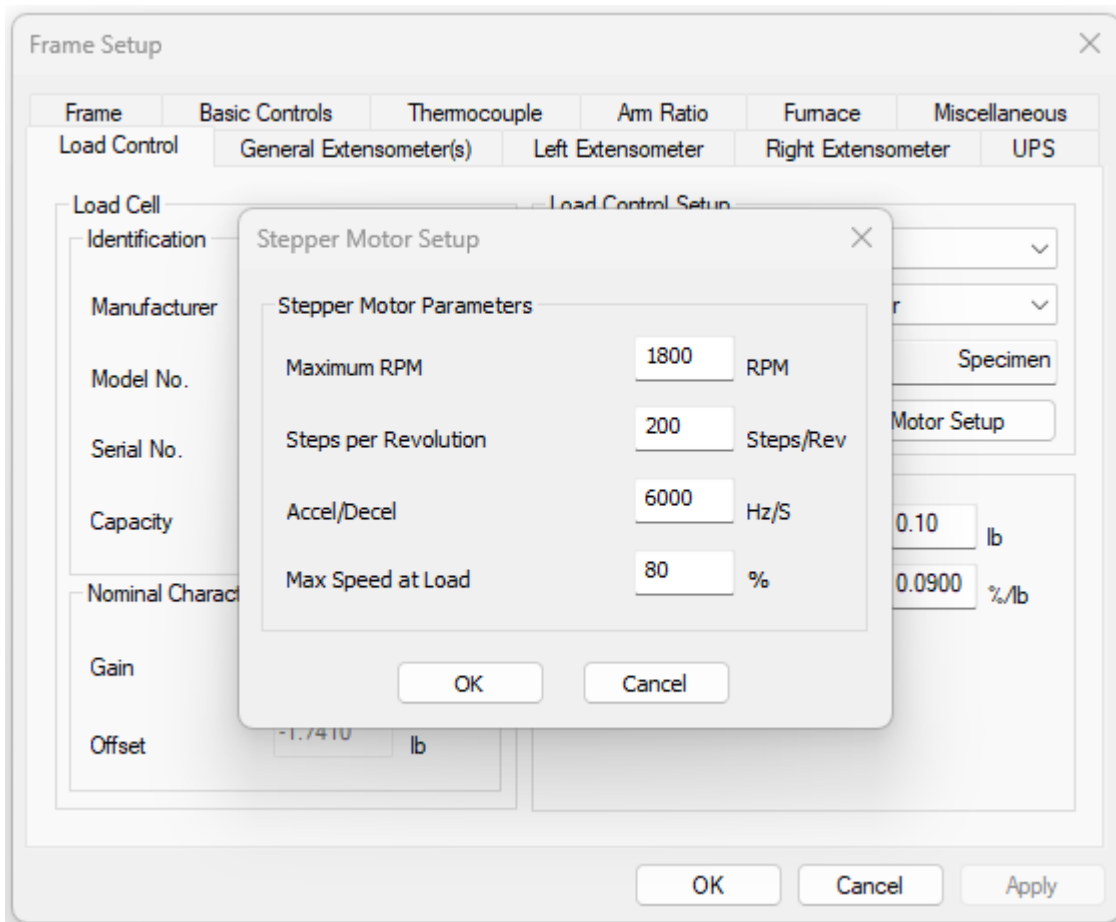 Frame Setup
Frame Basic Controls Thermocouple Arm Ratio Furnace Miscellaneous
Load Control General Extensometer(s) Left Extensometer Right Extensometer UPS
Load Cell
Load Control Setup
Identification
Manufacturer
Model No.
Specimen
Motor Setup
Serial No.
Capacity
0.10 lb
0.0900 %/lb
Nominal
Gain
Offset -1.7410 lb
Stepper Motor Setup
Stepper Motor Parameters
Maximum RPM 1800 RPM
Steps per Revolution 200 Steps/Rev
Accel/Decel 6000 Hz/S
Max Speed at Load 80 %
OK Cancel
OK Cancel Apply